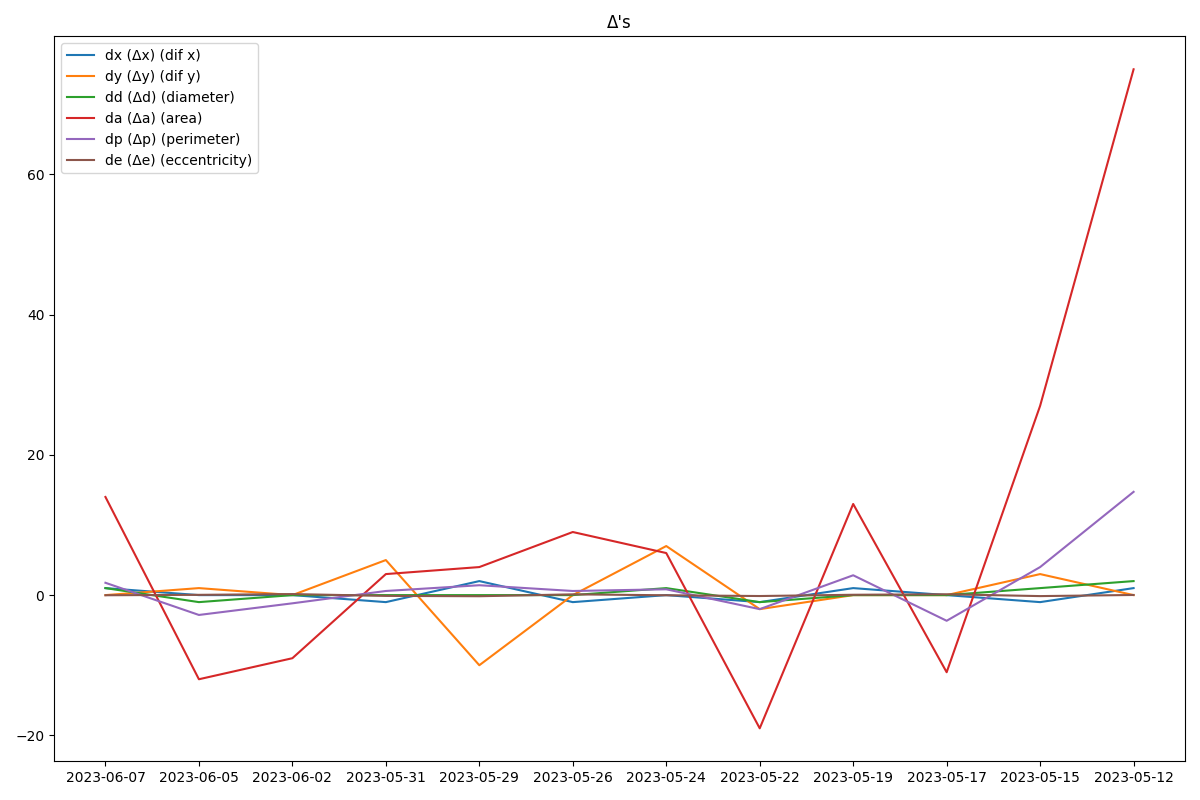 Δ's
dx (Δx) (dif x)
dy (Δy) (dif y)
dd (Δd) (diameter)
da (Δa) (area)
dp (Δp) (perimeter)
de (Δe) (eccentricity)
60
40
20
0
−20
2023-06-07 2023-06-05 2023-06-02 2023-05-31 2023-05-29 2023-05-26 2023-05-24 2023-05-22 2023-05-19 2023-05-17 2023-05-15 2023-05-12